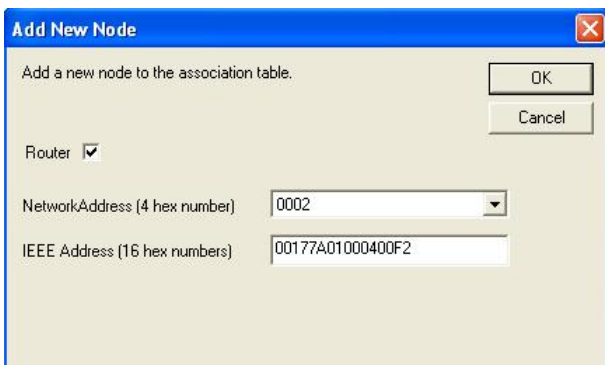 Add New Node
Add a new node to the association table.
OK
Cancel
Router
NetworkAddress (4 hex number) 0002
IEEE Address (16 hex numbers) 00177A01000400F2